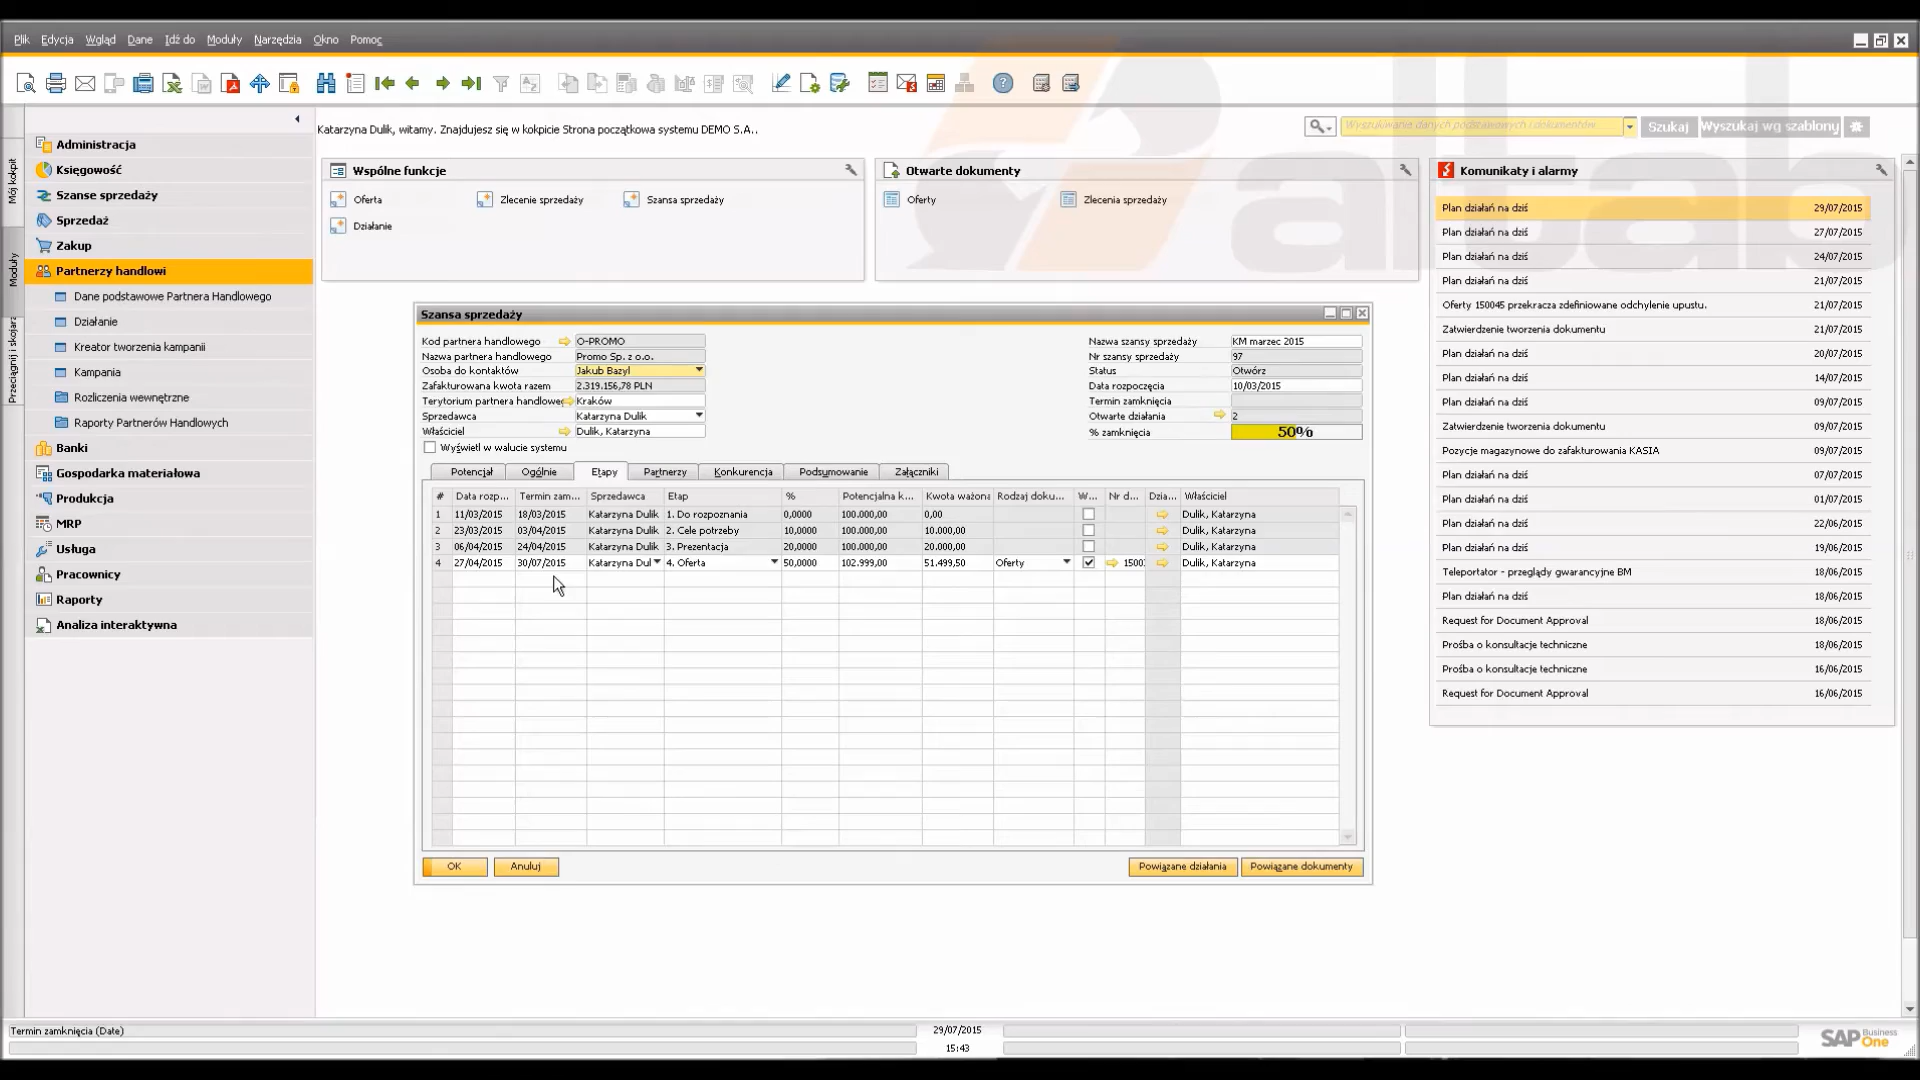 Plik Edycja Wgląd Dane Idź do Moduły Narzędzia Okno Pomoc
Katarzyna Dulik, witamy. Znajdujesz się w kokpicie Strona początkowa systemu DEMO S.A..
Wyszukiwanie danych podstawowych i dokumentów Szukaj Wyszukaj wg szablony
altab
Mój kokpit
Moduły
Przeciągnij i skojarz
Administracja
Księgowość
Szanse sprzedaży
Sprzedaż
Zakup
Partnerzy handlowi
Dane podstawowe Partnera Handlowego
Działanie
Kreator tworzenia kampanii
Kampania
Rozliczenia wewnętrzne
Raporty Partnerów Handlowych
Banki
Gospodarka materiałowa
Produkcja
MRP
Usługa
Pracownicy
Raporty
Analiza interaktywna
Wspólne funkcje
Oferta Zlecenie sprzedaży Szansa sprzedaży
Działanie
Otwarte dokumenty
Oferty Zlecenia sprzedaży
Komunikaty i alarmy
Plan działań na dziś 29/07/2015
Plan działań na dziś 27/07/2015
Plan działań na dziś 24/07/2015
Plan działań na dziś 21/07/2015
Oferty 150045 przekracza zdefiniowane odchylenie upustu. 21/07/2015
Zatwierdzenie tworzenia dokumentu 21/07/2015
Plan działań na dziś 20/07/2015
Plan działań na dziś 14/07/2015
Plan działań na dziś 09/07/2015
Zatwierdzenie tworzenia dokumentu 09/07/2015
Pozycje magazynowe do zafakturowania KASIA 09/07/2015
Plan działań na dziś 07/07/2015
Plan działań na dziś 01/07/2015
Plan działań na dziś 22/06/2015
Plan działań na dziś 19/06/2015
Teleportator - przeglądy gwarancyjne BM 18/06/2015
Plan działań na dziś 18/06/2015
Request for Document Approval 18/06/2015
Prośba o konsultacje techniczne 18/06/2015
Prośba o konsultacje techniczne 16/06/2015
Request for Document Approval 16/06/2015
Szansa sprzedaży
Kod partnera handlowego O-PROMO
Nazwa partnera handlowego Promo Sp. z o.o.
Osoba do kontaktów Jakub Bazyl
Zafakturowana kwota razem 2.319.156,78 PLN
Terytorium partnera handlowe Kraków
Sprzedawca Katarzyna Dulik
Właściciel Dulik, Katarzyna
Wyświetl w walucie systemu
Nazwa szansy sprzedaży KM marzec 2015
Nr szansy sprzedaży 97
Status Otwórz
Data rozpoczęcia 10/03/2015
Termin zamknięcia
Otwarte działania 2
% zamknięcia 50%
Potencjał Ogólnie Etapy Partnerzy Konkurencja Podsumowanie Załączniki
# Data rozp... Termin zam... Sprzedawca Etap % Potencjalna k... Kwota ważona Rodzaj doku... W... Nr d... Dzia... Właściciel
1 11/03/2015 18/03/2015 Katarzyna Dulik 1. Do rozpoznania 0,0000 100.000,00 0,00 Dulik, Katarzyna
2 23/03/2015 03/04/2015 Katarzyna Dulik 2. Cele potrzeby 10,0000 100.000,00 10.000,00 Dulik, Katarzyna
3 06/04/2015 24/04/2015 Katarzyna Dulik 3. Prezentacja 20,0000 100.000,00 20.000,00 Dulik, Katarzyna
4 27/04/2015 30/07/2015 Katarzyna Dul 4. Oferta 50,0000 102.999,00 51.499,50 Oferty 1500 Dulik, Katarzyna
OK Anuluj Powiązane działania Powiązane dokumenty
Termin zamknięcia (Date) 29/07/2015
15:43
SAP Business One